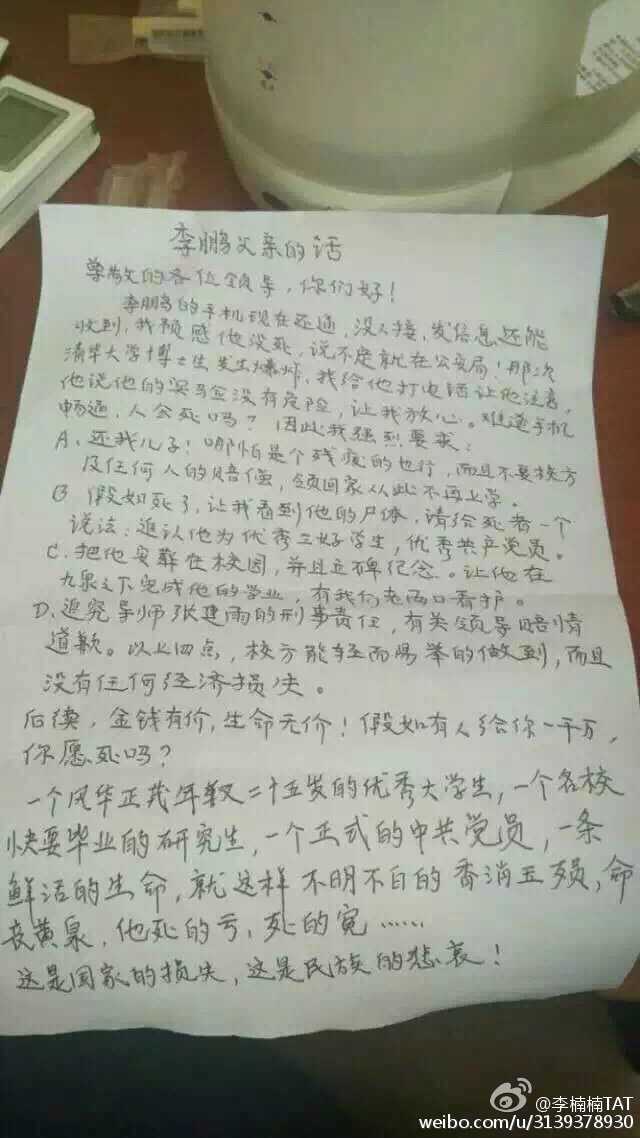 李鹏父亲的话
尊敬的各位领导，你们好！
李鹏的手机现在还通，没人接，发信息还能
收到，我预感他没死，说不定就在公安局！那次
清华大学博士生发生爆炸，我给他打电话让他注意，
他说他的实验室没有危险，让我放心。难道手机
畅通，人会死吗？因此我强烈要求：
A、还我儿子！哪怕是个残疲的也行，而且不要校方
及任何人的赔偿，领回家从此不再上学。
B 假如死了，让我看到他的尸体，请给死者一个
说法：追认他为优秀三好学生，优秀共产党员。
C、把他安葬在校园，并且立碑纪念。让他在
九泉之下完成他的学业，有我们老两口看护。
D、追究导师张建雨的刑事责任，有关领导赔情
道歉。以上四点，校方能轻而易举的做到，而且
没有任何经济损失。
后续，金钱有价，生命无价！假如有人给你一千万，
你愿死吗？
一个风华正茂年仅二十五岁的优秀大学生，一个名校
快要毕业的研究生，一个正式的中共党员，一条
鲜活的生命，就这样不明不白的香消玉殒，命
丧黄泉，他死的亏，死的冤……
这是国家的损失，这是民族的悲哀！
@李楠楠TAT
weibo.com/u/3139378930